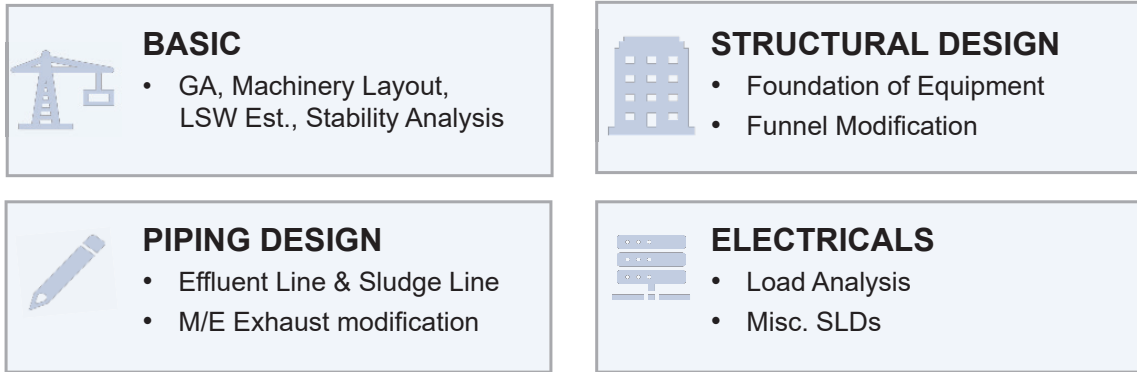 BASIC
• GA, Machinery Layout,
LSW Est., Stability Analysis
STRUCTURAL DESIGN
• Foundation of Equipment
• Funnel Modification
PIPING DESIGN
• Effluent Line & Sludge Line
• M/E Exhaust modification
ELECTRICALS
• Load Analysis
• Misc. SLDs